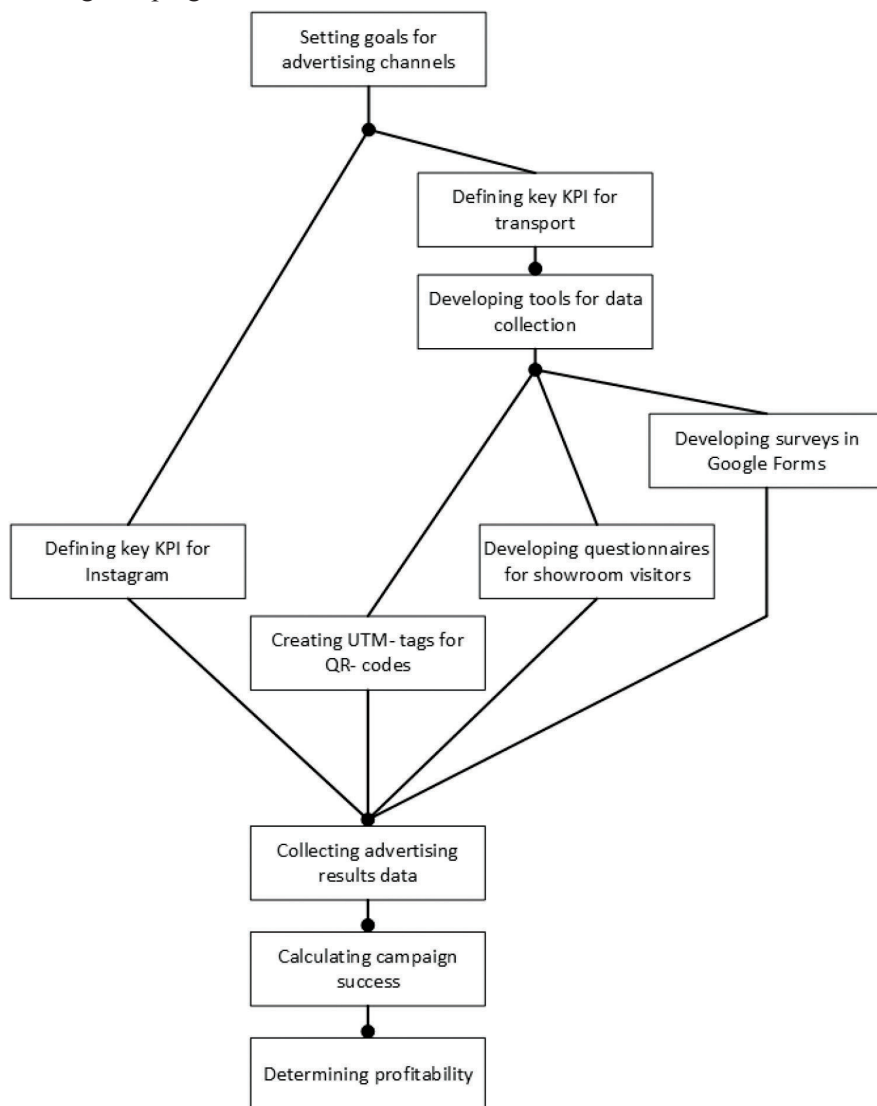 Setting goals for
advertising channels
Defining key KPI for
transport
Developing tools for data
collection
Developing surveys in
Google Forms
Defining key KPI for
Instagram
Developing questionnaires
for showroom visitors
Creating UTM- tags for
QR- codes
Collecting advertising
results data
Calculating campaign
success
Determining profitability